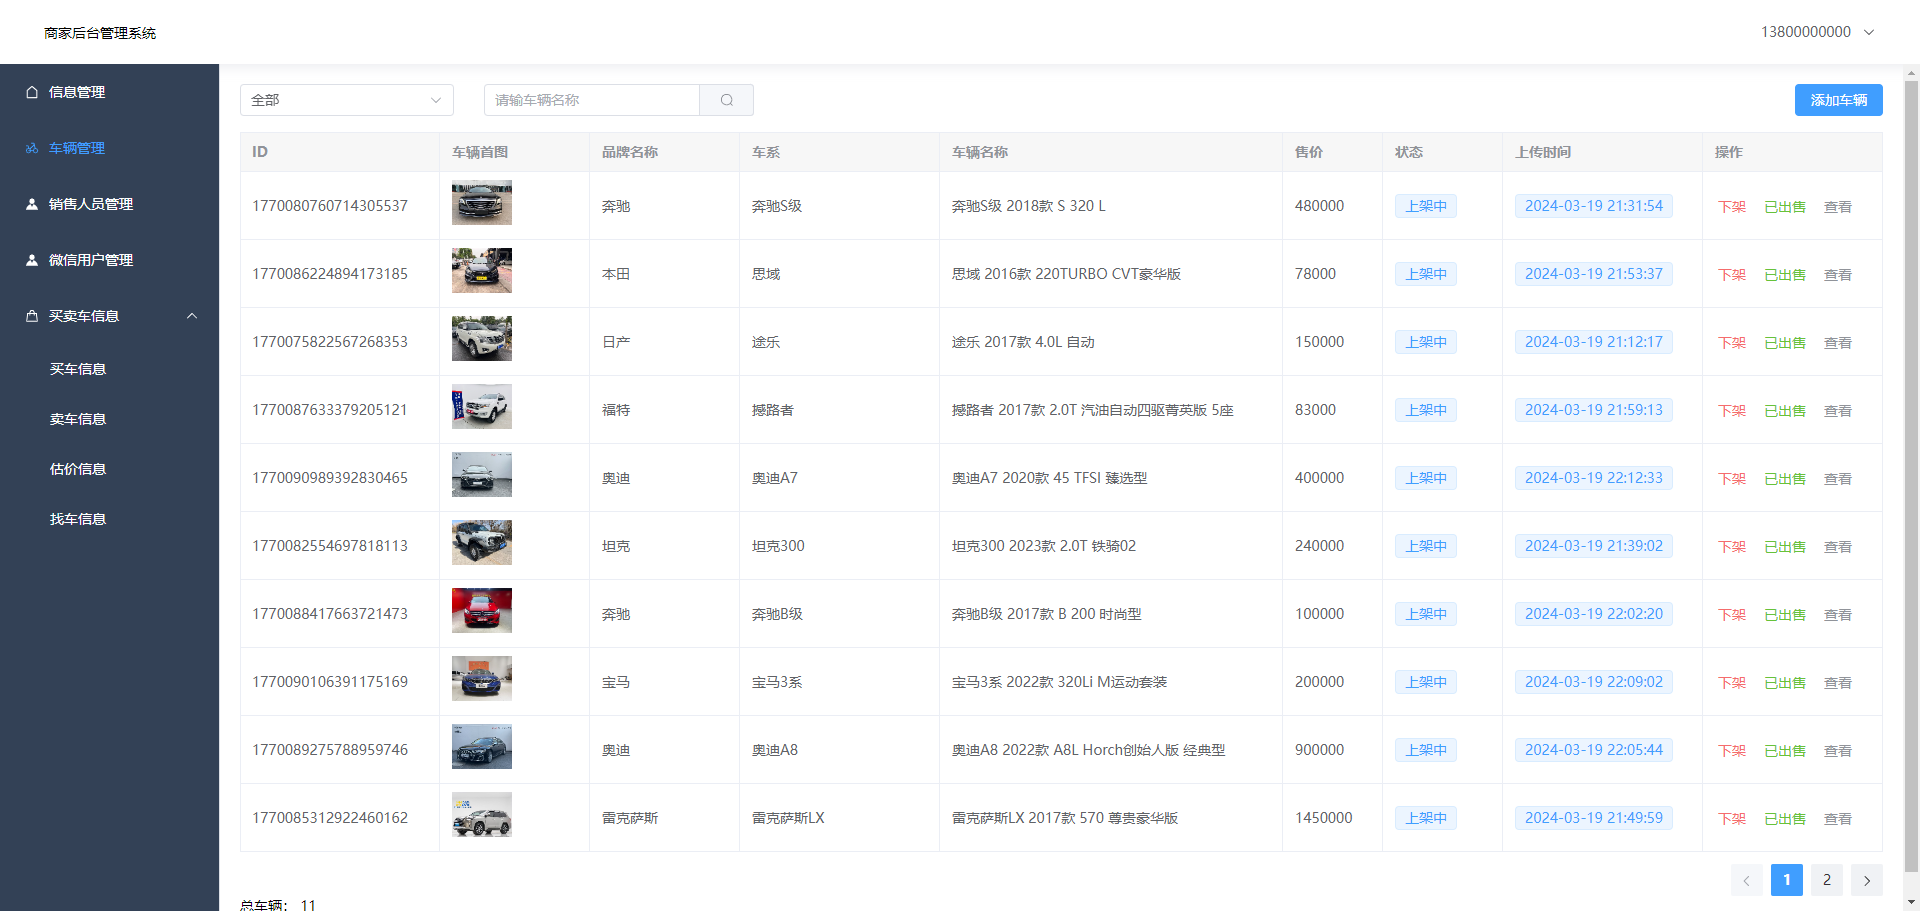 商家后台管理系统
13800000000
信息管理
车辆管理
销售人员管理
微信用户管理
买卖车信息
买车信息
卖车信息
估价信息
找车信息
全部
请输车辆名称
添加车辆
ID 车辆首图 品牌名称 车系 车辆名称 售价 状态 上传时间 操作
1770080760714305537 奔驰 奔驰S级 奔驰S级 2018款 S 320 L 480000 上架中 2024-03-19 21:31:54 下架 已出售 查看
1770086224894173185 本田 思域 思域 2016款 220TURBO CVT豪华版 78000 上架中 2024-03-19 21:53:37 下架 已出售 查看
1770075822567268353 日产 途乐 途乐 2017款 4.0L 自动 150000 上架中 2024-03-19 21:12:17 下架 已出售 查看
1770087633379205121 福特 撼路者 撼路者 2017款 2.0T 汽油自动四驱菁英版 5座 83000 上架中 2024-03-19 21:59:13 下架 已出售 查看
1770090989392830465 奥迪 奥迪A7 奥迪A7 2020款 45 TFSI 臻选型 400000 上架中 2024-03-19 22:12:33 下架 已出售 查看
1770082554697818113 坦克 坦克300 坦克300 2023款 2.0T 铁骑02 240000 上架中 2024-03-19 21:39:02 下架 已出售 查看
1770088417663721473 奔驰 奔驰B级 奔驰B级 2017款 B 200 时尚型 100000 上架中 2024-03-19 22:02:20 下架 已出售 查看
1770090106391175169 宝马 宝马3系 宝马3系 2022款 320Li M运动套装 200000 上架中 2024-03-19 22:09:02 下架 已出售 查看
1770089275788959746 奥迪 奥迪A8 奥迪A8 2022款 A8L Horch创始人版 经典型 900000 上架中 2024-03-19 22:05:44 下架 已出售 查看
1770085312922460162 雷克萨斯 雷克萨斯LX 雷克萨斯LX 2017款 570 尊贵豪华版 1450000 上架中 2024-03-19 21:49:59 下架 已出售 查看
1 2
总车辆： 11